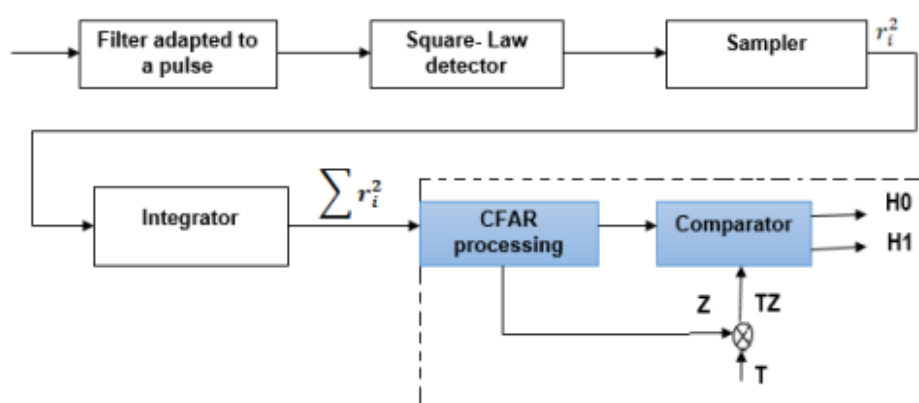 Filter adapted to
a pulse
Square- Law
detector
Sampler
r_i^2
Integrator
∑ r_i^2
CFAR
processing
Comparator
H0
H1
Z
TZ
T